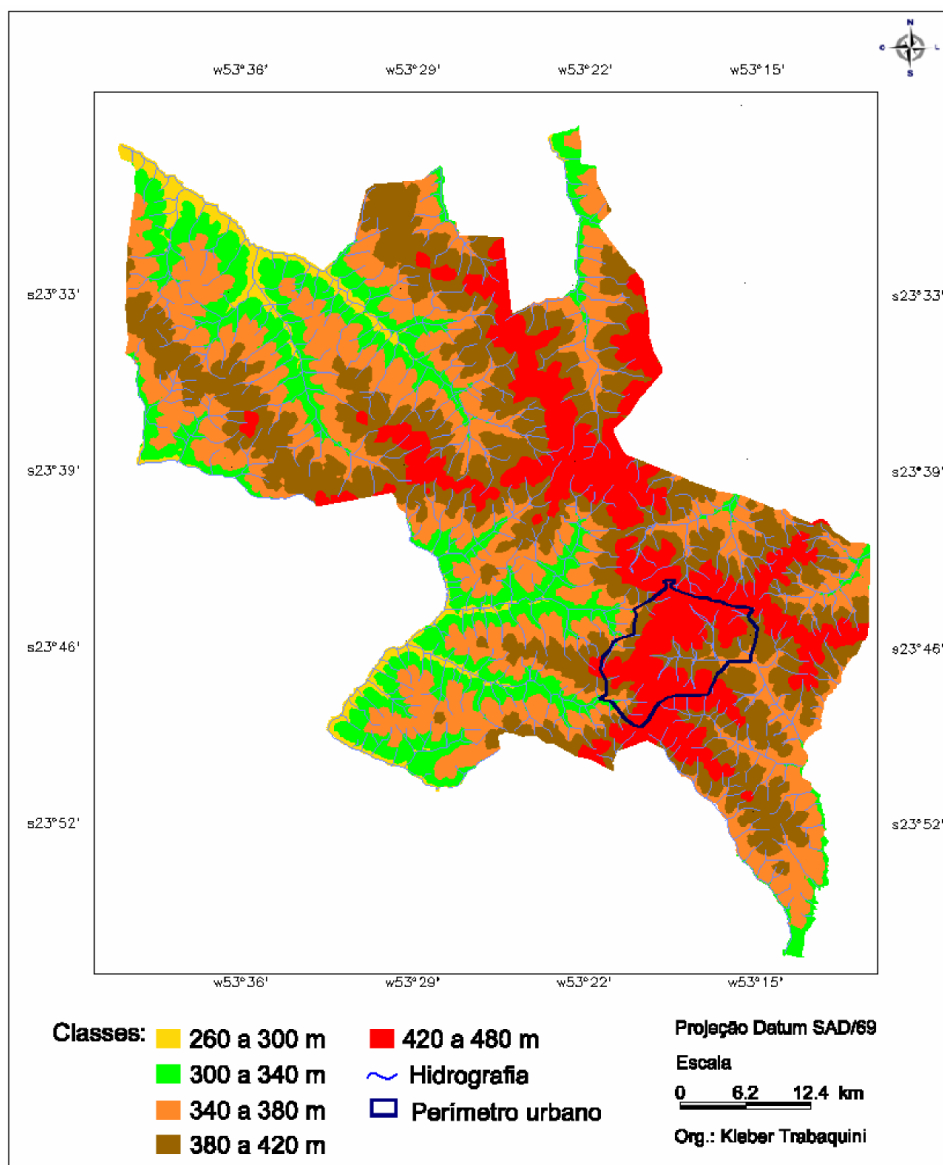 N
O L
S
w53°36' w53°29' w53°22' w53°15'
s23°33' s23°33'
s23°39' s23°39'
s23°46' s23°46'
s23°52' s23°52'
w53°36' w53°29' w53°22' w53°15'
Classes:
260 a 300 m
300 a 340 m
340 a 380 m
380 a 420 m
420 a 480 m
Hidrografia
Perímetro urbano
Projeção Datum SAD/69
Escala
0 6.2 12.4 km
Org.: Kleber Trabaquini